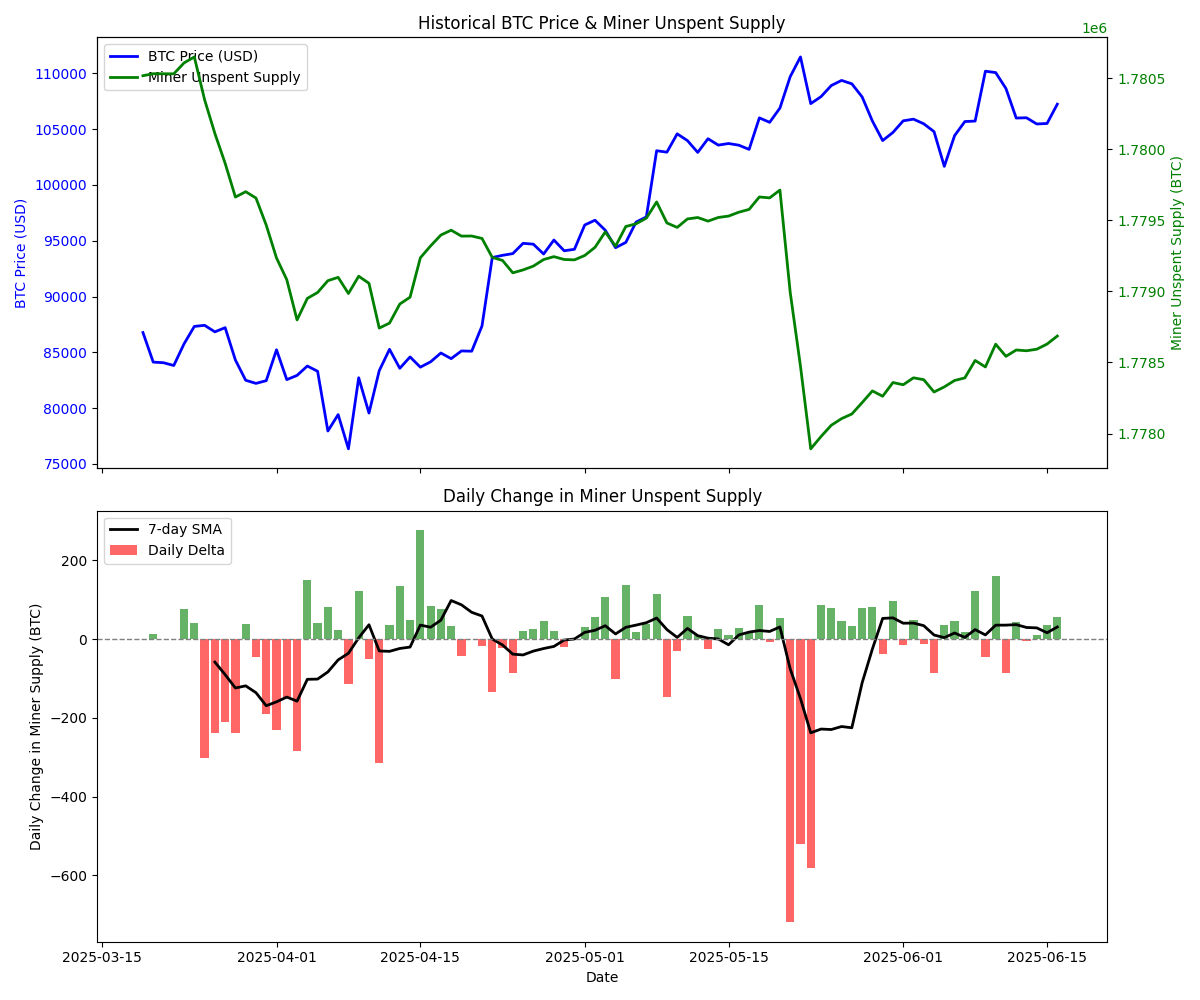 Historical BTC Price & Miner Unspent Supply
1e6
BTC Price (USD)
Miner Unspent Supply
110000
105000
100000
95000
90000
85000
80000
75000
BTC Price (USD)
1.7805
1.7800
1.7795
1.7790
1.7785
1.7780
Miner Unspent Supply (BTC)
Daily Change in Miner Unspent Supply
7-day SMA
Daily Delta
200
0
−200
−400
−600
Daily Change in Miner Supply (BTC)
2025-03-15
2025-04-01
2025-04-15
2025-05-01
2025-05-15
2025-06-01
2025-06-15
Date